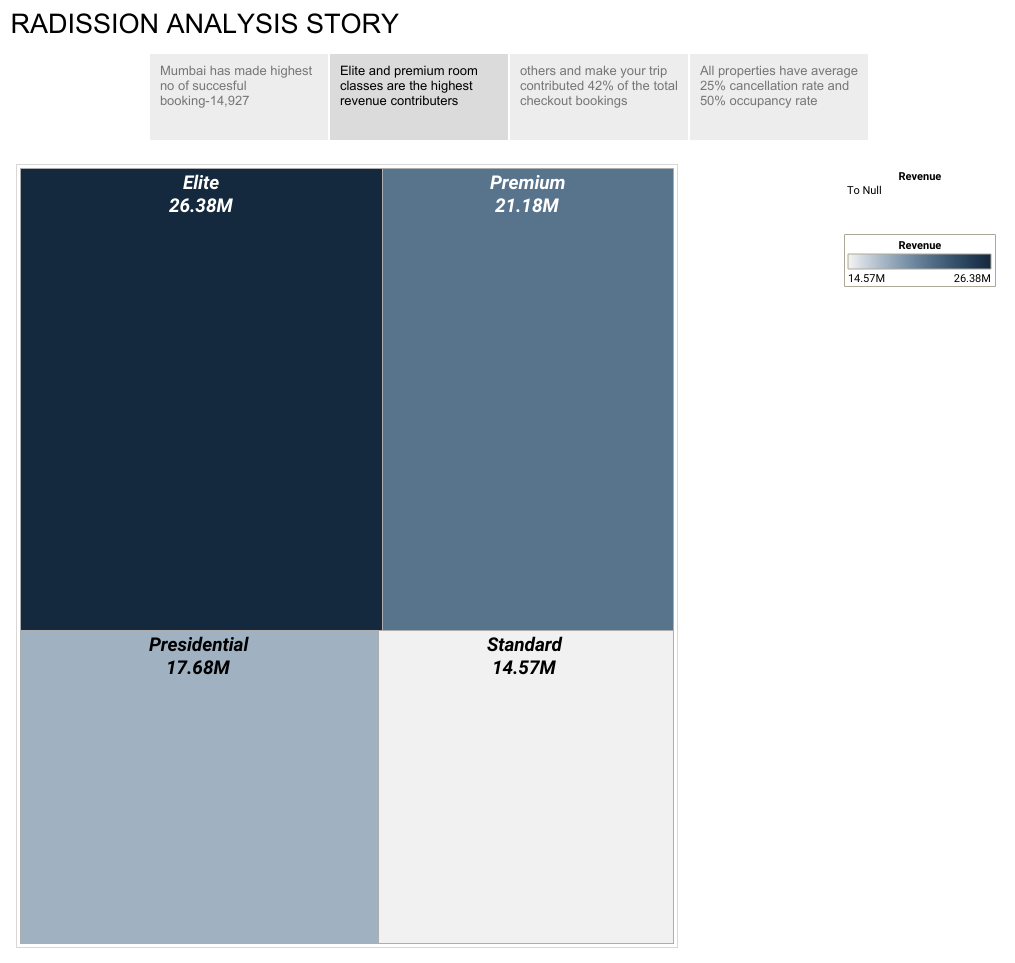 RADISSION ANALYSIS STORY
Mumbai has made highest
no of succesful
booking-14,927
Elite and premium room
classes are the highest
revenue contributers
others and make your trip
contributed 42% of the total
checkout bookings
All properties have average
25% cancellation rate and
50% occupancy rate
Elite
26.38M
Premium
21.18M
Presidential
17.68M
Standard
14.57M
Revenue
To Null
Revenue
14.57M 26.38M